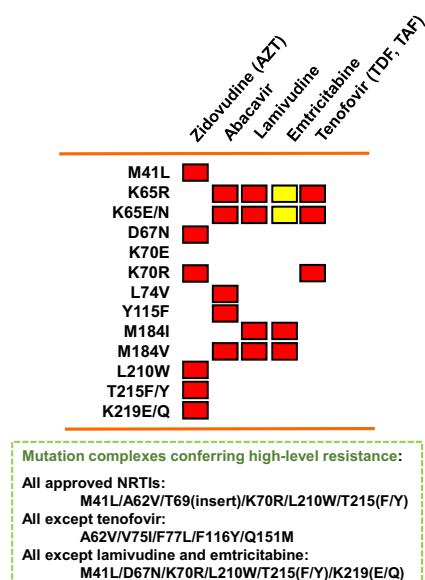 Zidovudine (AZT)
Abacavir
Lamivudine
Emtricitabine
Tenofovir (TDF, TAF)
M41L
K65R
K65E/N
D67N
K70E
K70R
L74V
Y115F
M184I
M184V
L210W
T215F/Y
K219E/Q
Mutation complexes conferring high-level resistance:
All approved NRTIs:
M41L/A62V/T69(insert)/K70R/L210W/T215(F/Y)
All except tenofovir:
A62V/V75I/F77L/F116Y/Q151M
All except lamivudine and emtricitabine:
M41L/D67N/K70R/L210W/T215(F/Y)/K219(E/Q)